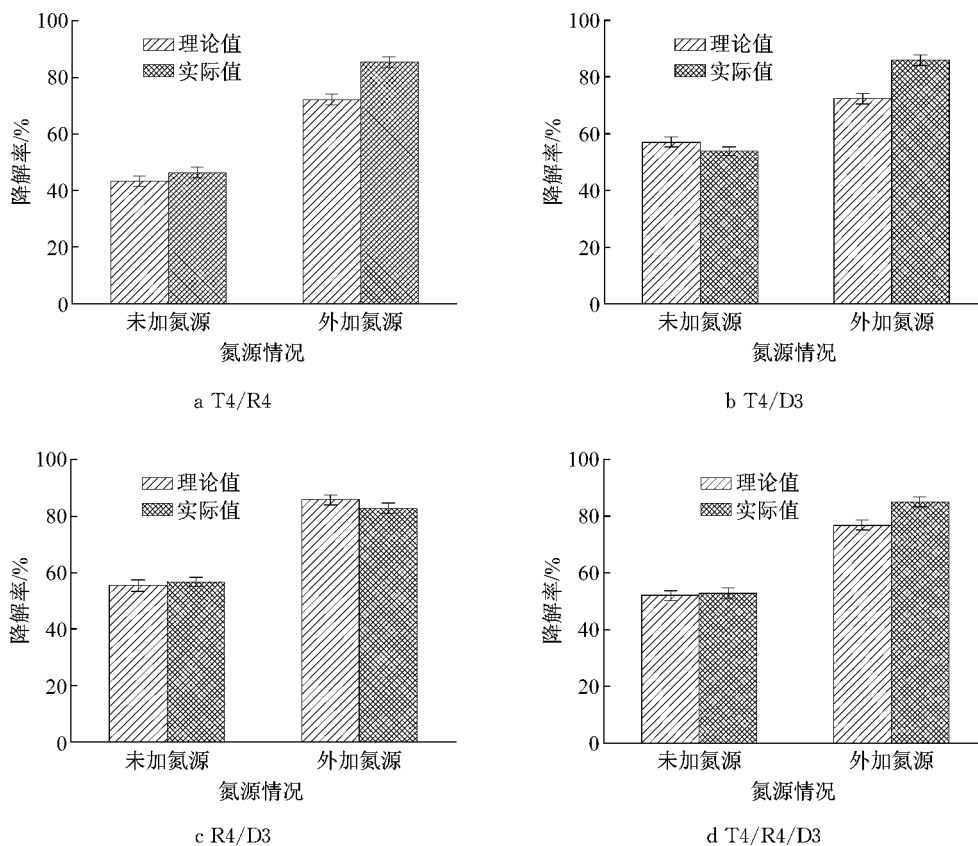 100
80
60
40
20
0
降解率/%
理论值
实际值
未加氮源 外加氮源
氮源情况
a T4/R4
100
80
60
40
20
0
降解率/%
理论值
实际值
未加氮源 外加氮源
氮源情况
b T4/D3
100
80
60
40
20
0
降解率/%
理论值
实际值
未加氮源 外加氮源
氮源情况
c R4/D3
100
80
60
40
20
0
降解率/%
理论值
实际值
未加氮源 外加氮源
氮源情况
d T4/R4/D3